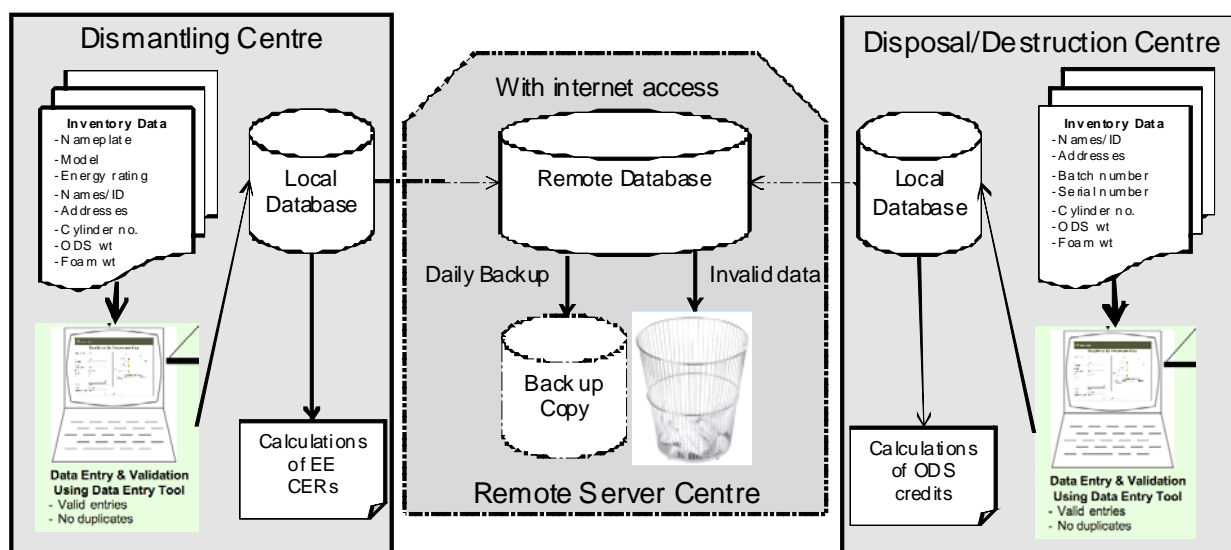 Dismantling Centre
Inventory Data
-Nameplate
-Model
-Energy rating
-Names/ID
-Addresses
-Cylinder no.
-ODS wt
-Foam wt
Local
Database
Data Entry & Validation
Using Data Entry Tool
- Valid entries
- No duplicates
Calculations
of EE
CERs
With internet access
Remote Database
Daily Backup
Invalid data
Back up
Copy
Remote Server Centre
Disposal/Destruction Centre
Local
Database
Inventory Data
-Names/ID
-Addresses
-Batch number
-Serial number
-Cylinder no.
-ODS wt
-Foam wt
Calculations
of ODS
credits
Data Entry & Validation
Using Data Entry Tool
- Valid entries
- No duplicates